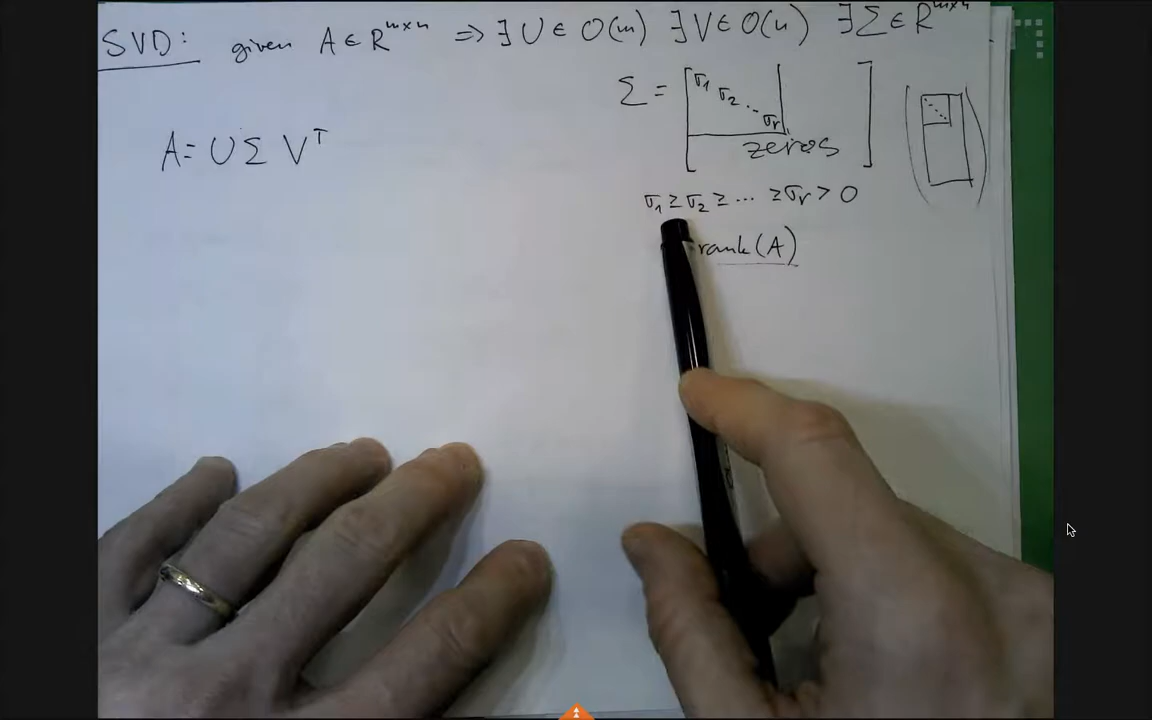 SVD: given A ∈ R^{m×n} ⇒ ∃ U ∈ O(m) ∃ V ∈ O(n) ∃ Σ ∈ R^{m×n}
Σ = [ σ1 σ2 ... σr
zeros ]
A = U Σ V^T
σ1 ≥ σ2 ≥ ... ≥ σr > 0
rank(A)